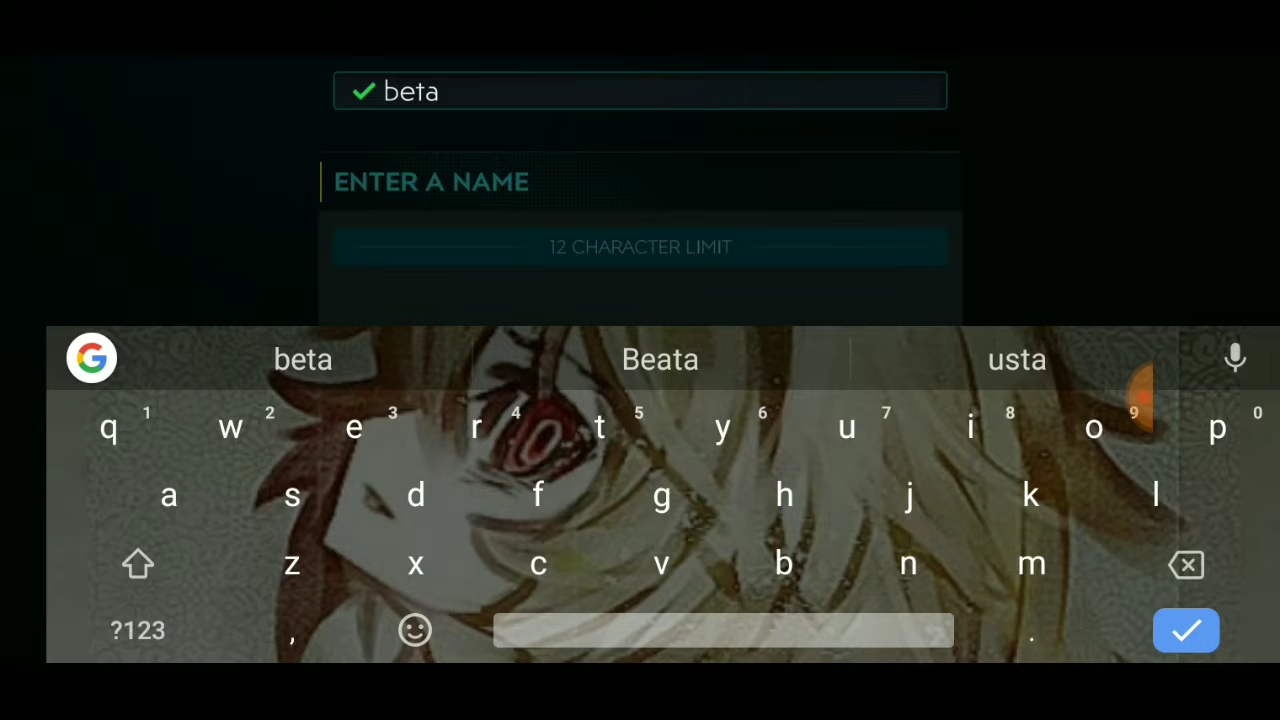 beta
ENTER A NAME
12 CHARACTER LIMIT
G beta Beata usta
q 1 w 2 e 3 r 4 t 5 y 6 u 7 i 8 o 9 p 0
a s d f g h j k l
z x c v b n m
?123 , .